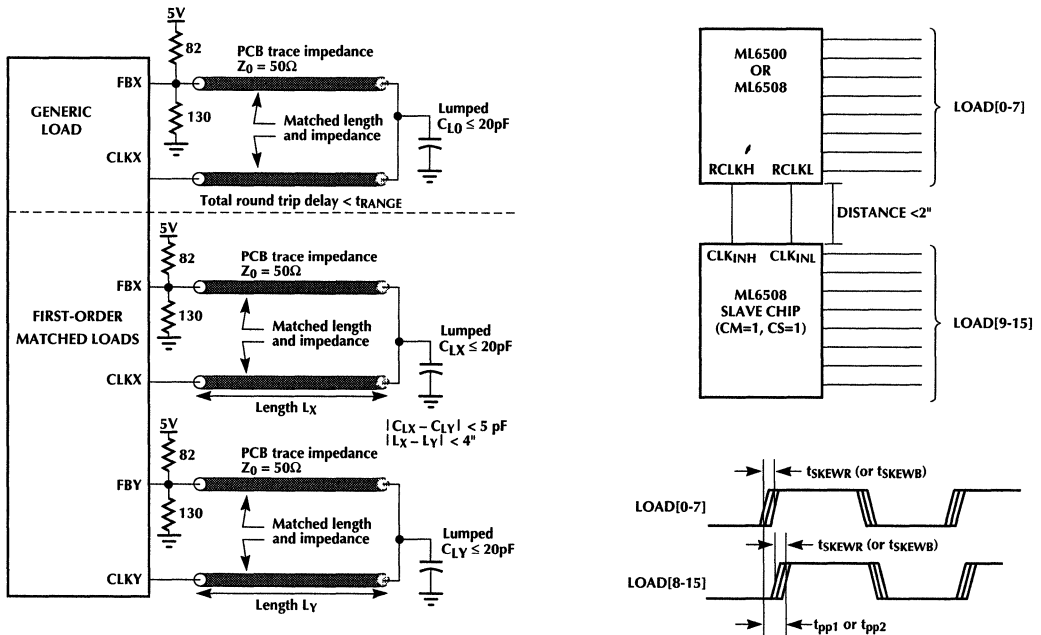 5V
82
PCB trace impedance
Z0 = 50Ω
FBX
GENERIC
LOAD
130
Matched length
and impedance
Lumped
CL0 ≤ 20pF
CLKX
Total round trip delay < tRANGE
5V
82
PCB trace impedance
Z0 = 50Ω
FBX
FIRST-ORDER
MATCHED LOADS
130
Matched length
and impedance
Lumped
CLX ≤ 20pF
CLKX
Length LX
|CLX – CLY| < 5 pF
|LX – LY| < 4"
5V
82
PCB trace impedance
Z0 = 50Ω
FBY
130
Matched length
and impedance
Lumped
CLY ≤ 20pF
CLKY
Length LY
ML6500
OR
ML6508
LOAD[0-7]
RCLKH RCLKL
DISTANCE <2"
CLKINH CLKINL
ML6508
SLAVE CHIP
(CM=1, CS=1)
LOAD[9-15]
tSKEWR (or tSKEWB)
LOAD[0-7]
tSKEWR (or tSKEWB)
LOAD[8-15]
tpp1 or tpp2